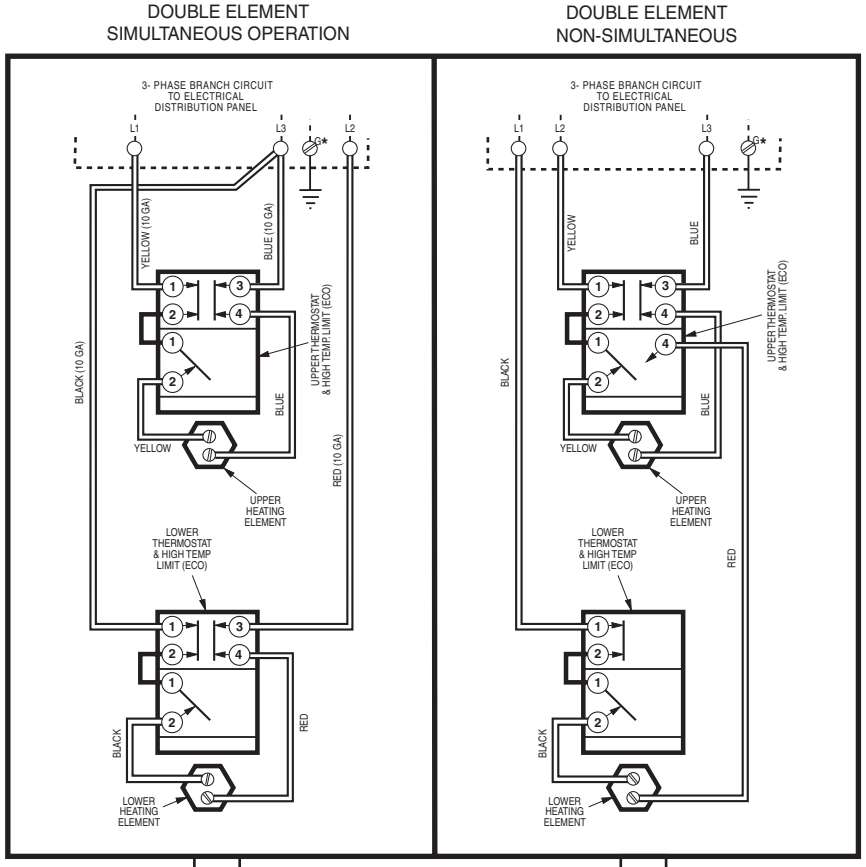 DOUBLE ELEMENT
SIMULTANEOUS OPERATION
3- PHASE BRANCH CIRCUIT
TO ELECTRICAL
DISTRIBUTION PANEL
L1
L3
G*
L2
YELLOW (10 GA)
BLUE (10 GA)
1
3
2
4
1
2
UPPER THERMOSTAT
& HIGH TEMP. LIMIT (ECO)
BLACK (10 GA)
BLUE
YELLOW
RED (10 GA)
UPPER
HEATING
ELEMENT
LOWER
THERMOSTAT
& HIGH TEMP
LIMIT (ECO)
1
3
2
4
1
2
BLACK
RED
LOWER
HEATING
ELEMENT
DOUBLE ELEMENT
NON-SIMULTANEOUS
3- PHASE BRANCH CIRCUIT
TO ELECTRICAL
DISTRIBUTION PANEL
L1
L2
L3
G*
YELLOW
BLUE
1
3
2
4
1
4
2
UPPER THERMOSTAT
& HIGH TEMP. LIMIT (ECO)
BLACK
BLUE
YELLOW
UPPER
HEATING
ELEMENT
RED
LOWER
THERMOSTAT
& HIGH TEMP
LIMIT (ECO)
1
2
1
2
BLACK
LOWER
HEATING
ELEMENT